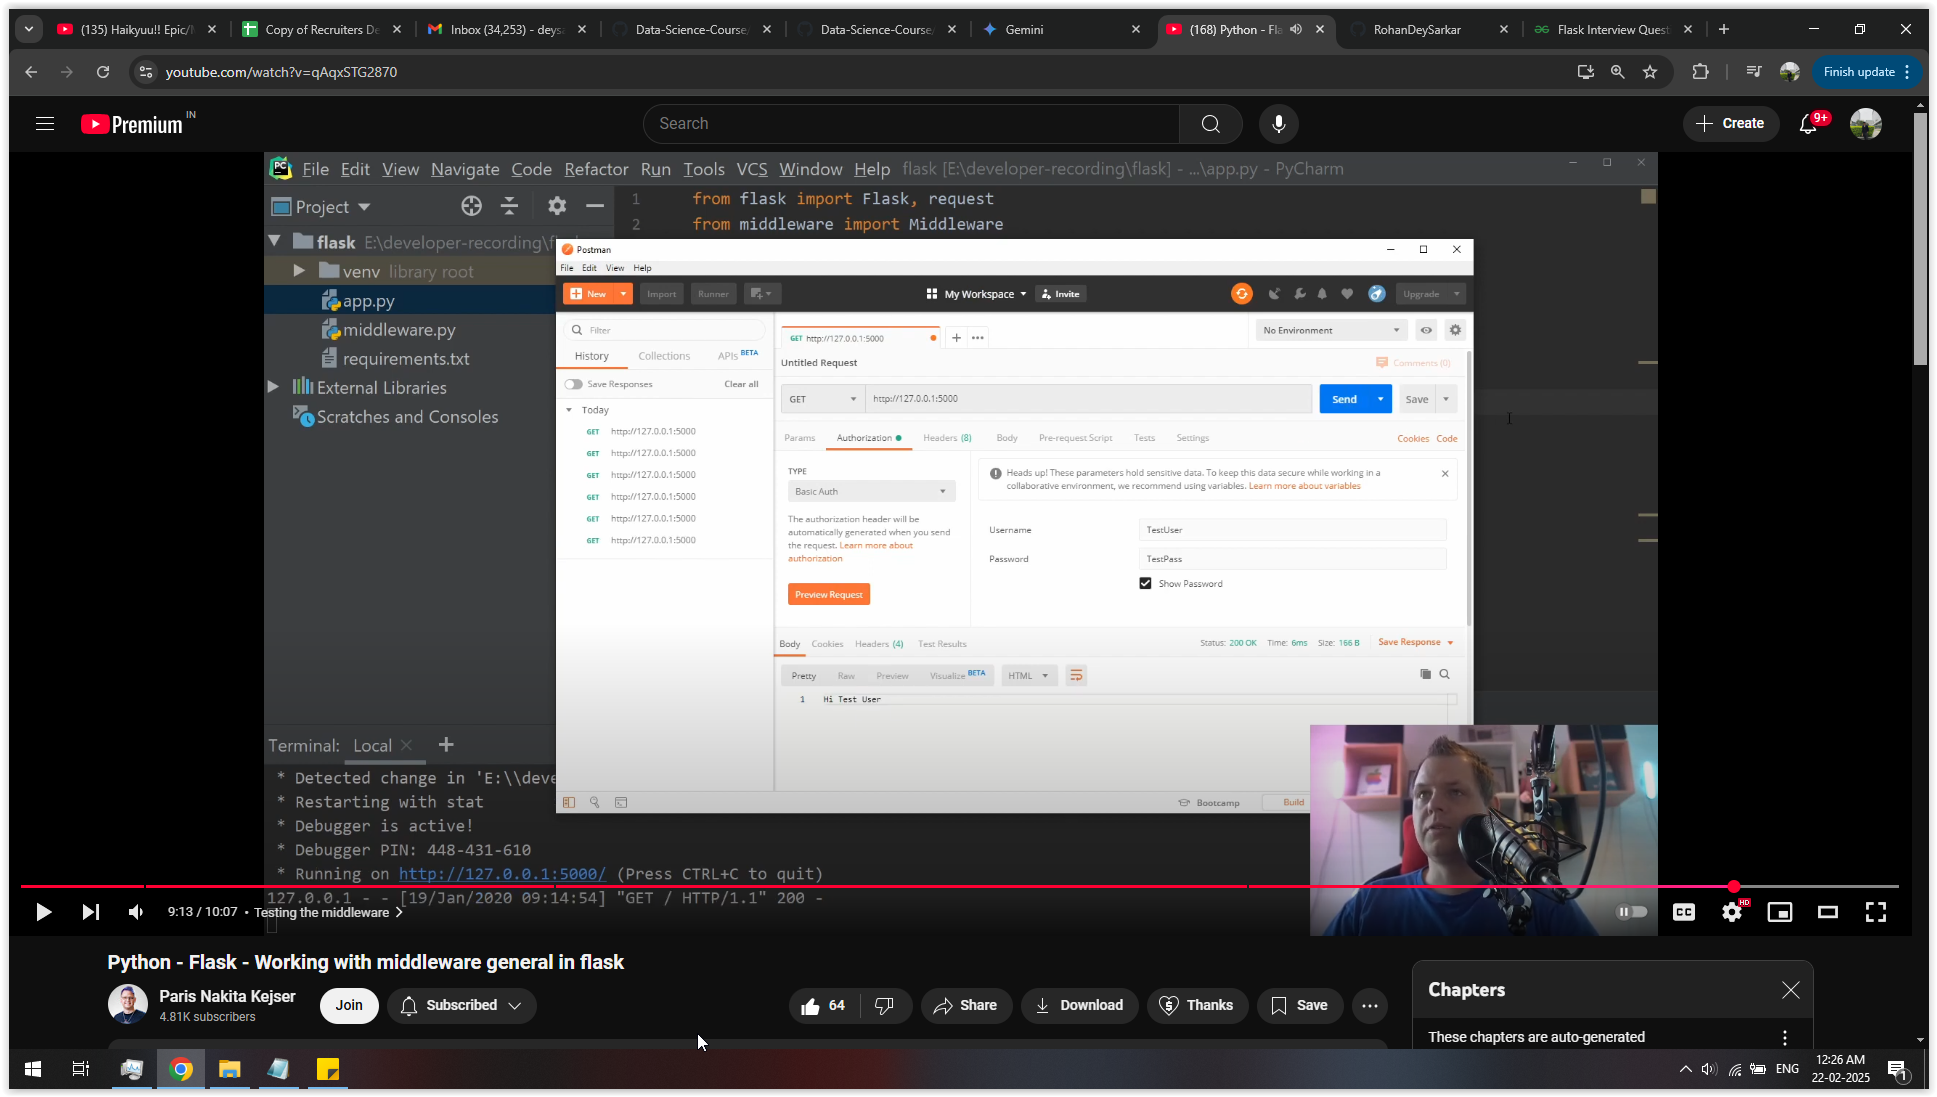 (135) Haikyuu!! Epic/
Copy of Recruiters De
Inbox (34,253) - deys
Data-Science-Course
Data-Science-Course
Gemini
(168) Python - Fla
RohanDeySarkar
Flask Interview Quest
youtube.com/watch?v=qAqxSTG2870
Finish update
Premium IN
Search
Create
9+
File Edit View Navigate Code Refactor Run Tools VCS Window Help flask [E:\developer-recording\flask] - ...\app.py - PyCharm
Project
1 from flask import Flask, request
2 from middleware import Middleware
flask E:\developer-recording\f
venv library root
app.py
middleware.py
requirements.txt
External Libraries
Scratches and Consoles
Postman
File Edit View Help
New Import Runner My Workspace Invite Upgrade
Filter
History Collections APIs BETA
Save Responses Clear all
Today
GET http://127.0.0.1:5000
GET http://127.0.0.1:5000
GET http://127.0.0.1:5000
GET http://127.0.0.1:5000
GET http://127.0.0.1:5000
GET http://127.0.0.1:5000
GET http://127.0.0.1:5000
No Environment
Untitled Request
Comments (0)
GET http://127.0.0.1:5000 Send Save
Params Authorization Headers (8) Body Pre-request Script Tests Settings Cookies Code
TYPE
Basic Auth
The authorization header will be
automatically generated when you send
the request. Learn more about
authorization
Preview Request
Heads up! These parameters hold sensitive data. To keep this data secure while working in a
collaborative environment, we recommend using variables. Learn more about variables
Username TestUser
Password TestPass
Show Password
Body Cookies Headers (4) Test Results Status: 200 OK Time: 6ms Size: 166 B Save Response
Pretty Raw Preview Visualize BETA HTML
1 Hi Test User
Bootcamp Build
Terminal: Local
* Detected change in 'E:\\deve
* Restarting with stat
* Debugger is active!
* Debugger PIN: 448-431-610
* Running on http://127.0.0.1:5000/ (Press CTRL+C to quit)
127.0.0.1 - - [19/Jan/2020 09:14:54] "GET / HTTP/1.1" 200 -
9:13 / 10:07 • Testing the middleware
CC
HD
Python - Flask - Working with middleware general in flask
Paris Nakita Kejser
4.81K subscribers
Join
Subscribed
64
Share
Download
Thanks
Save
Chapters
These chapters are auto-generated
ENG
12:26 AM
22-02-2025
1